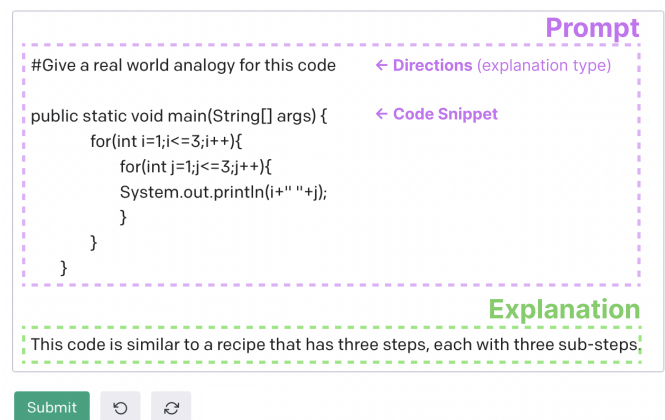 Prompt
#Give a real world analogy for this code
← Directions (explanation type)
public static void main(String[] args) {
← Code Snippet
for(int i=1;i<=3;i++){
for(int j=1;j<=3;j++){
System.out.println(i+" "+j);
}
}
}
Explanation
This code is similar to a recipe that has three steps, each with three sub-steps.
Submit